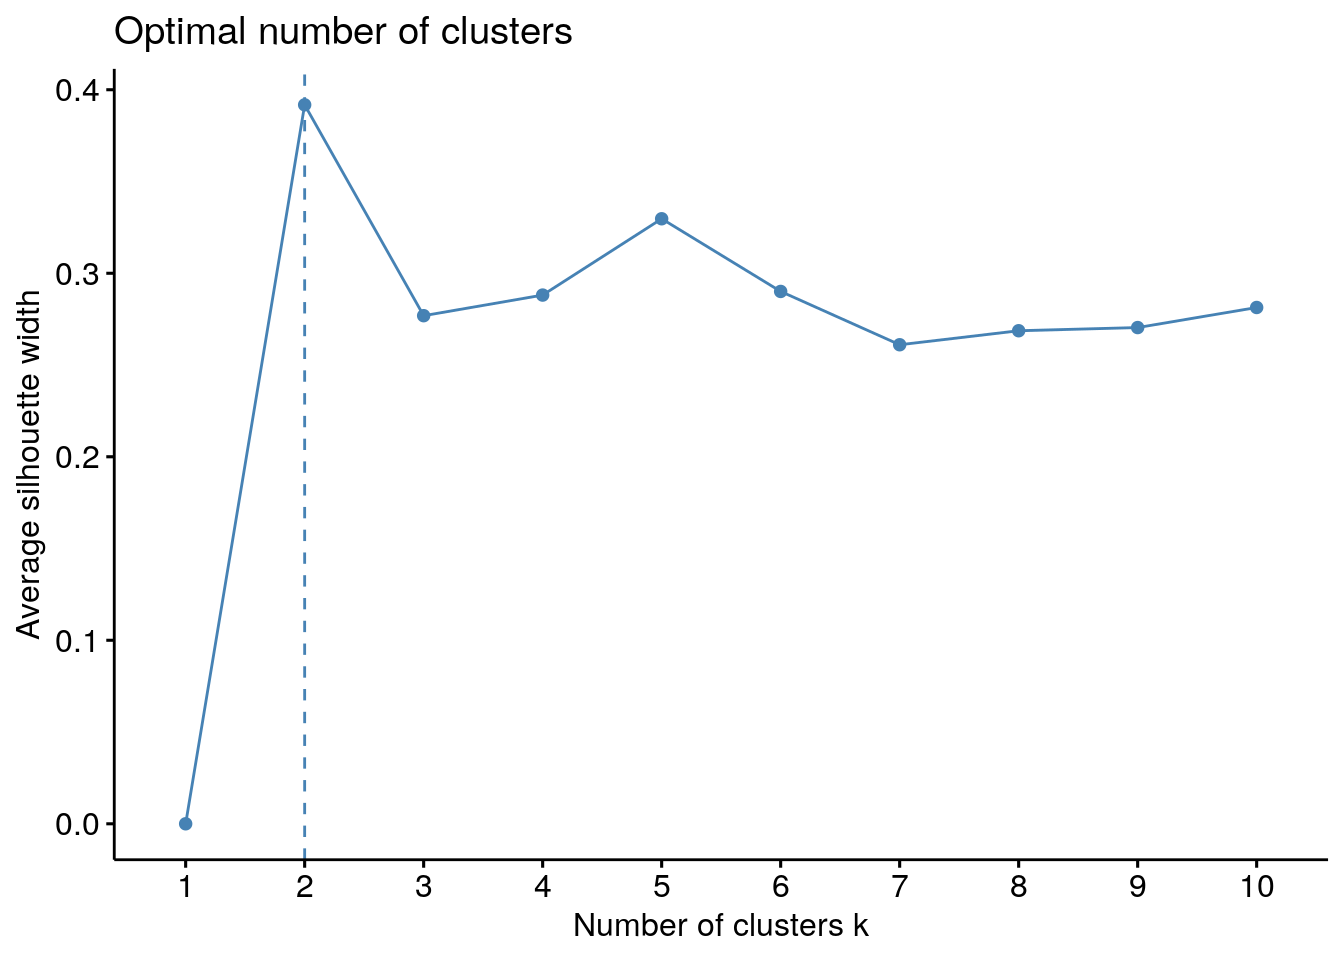 Optimal number of clusters
0.4
0.3
0.2
0.1
0.0
Average silhouette width
1 2 3 4 5 6 7 8 9 10
Number of clusters k